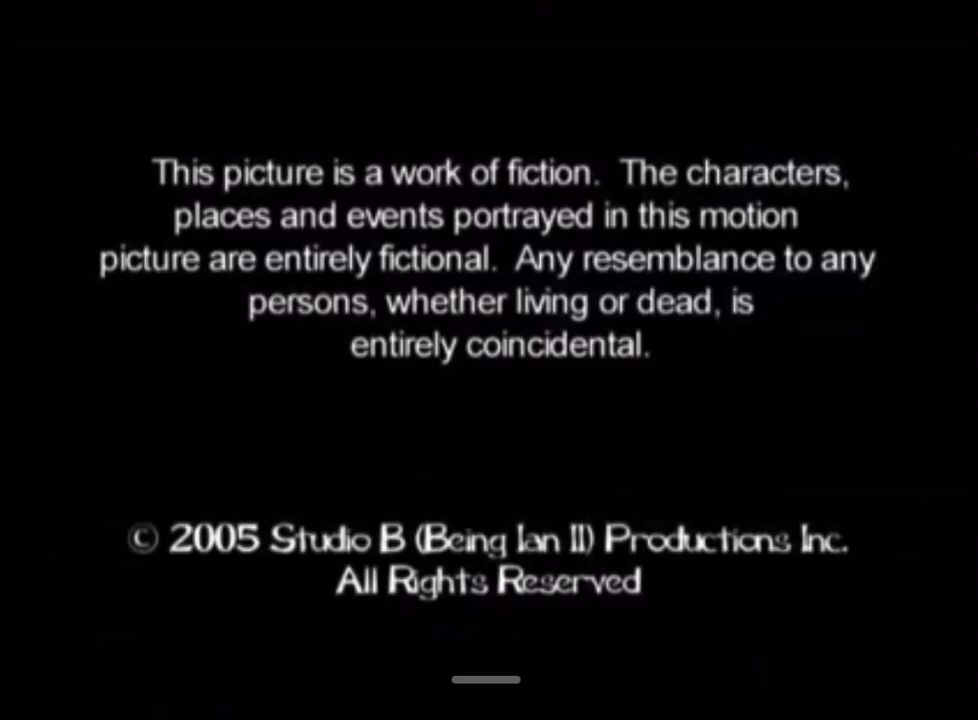 This picture is a work of fiction.  The characters,
places and events portrayed in this motion
picture are entirely fictional.  Any resemblance to any
persons, whether living or dead, is
entirely coincidental.
© 2005 Studio B (Being Ian II) Productions Inc.
All Rights Reserved